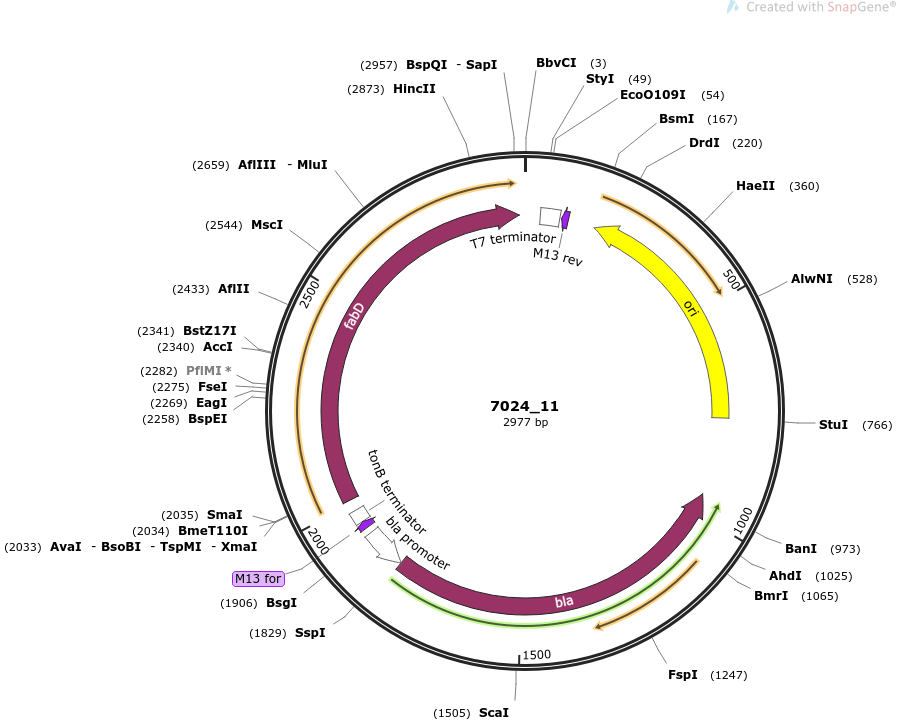 Created with SnapGene®
(2957) BspQI - SapI
BbvCI (3)
(2873) HincII
StyI (49)
EcoO109I (54)
BsmI (167)
DrdI (220)
(2659) AflIII - MluI
HaeII (360)
(2544) MscI
T7 terminator
M13 rev
AlwNI (528)
500
(2433) AflII
2500
fabD
ori
(2341) BstZ17I
(2340) AccI
(2282) PflMI *
(2275) FseI
(2269) EagI
(2258) BspEI
7024_11
2977 bp
StuI (766)
tonB terminator
(2035) SmaI
(2034) BmeT110I
(2033) AvaI - BsoBI - TspMI - XmaI
2000
bla promoter
1000
BanI (973)
M13 for
AhdI (1025)
BmrI (1065)
(1906) BsgI
bla
(1829) SspI
1500
FspI (1247)
(1505) ScaI